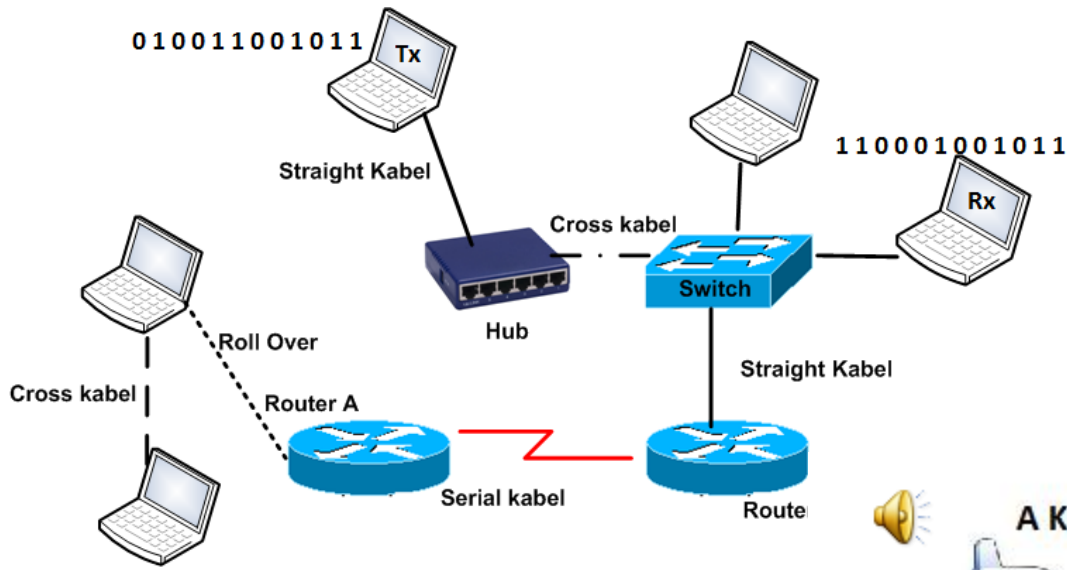 0 1 0 0 1 1 0 0 1 0 1 1
Tx
1 1 0 0 0 1 0 0 1 0 1 1
Straight Kabel
Rx
Cross kabel
Switch
Hub
Roll Over
Straight Kabel
Cross kabel
Router A
Serial kabel
Route
A K